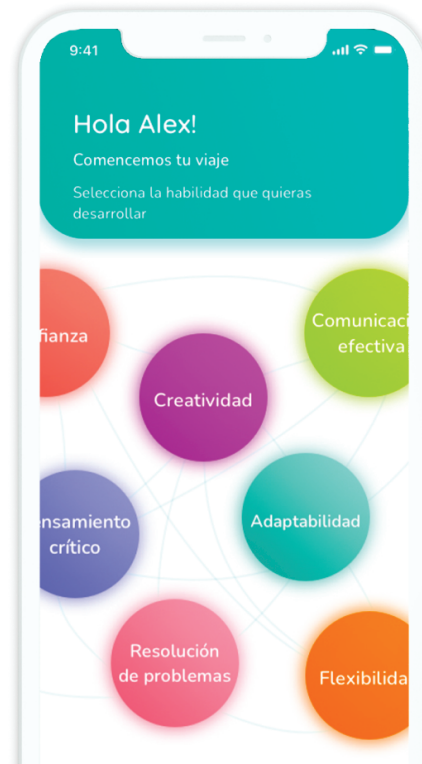 9:41
Hola Alex!
Comencemos tu viaje
Selecciona la habilidad que quieras
desarrollar
fianza
Comunicaci
efectiva
Creatividad
ensamiento
crítico
Adaptabilidad
Resolución
de problemas
Flexibilida